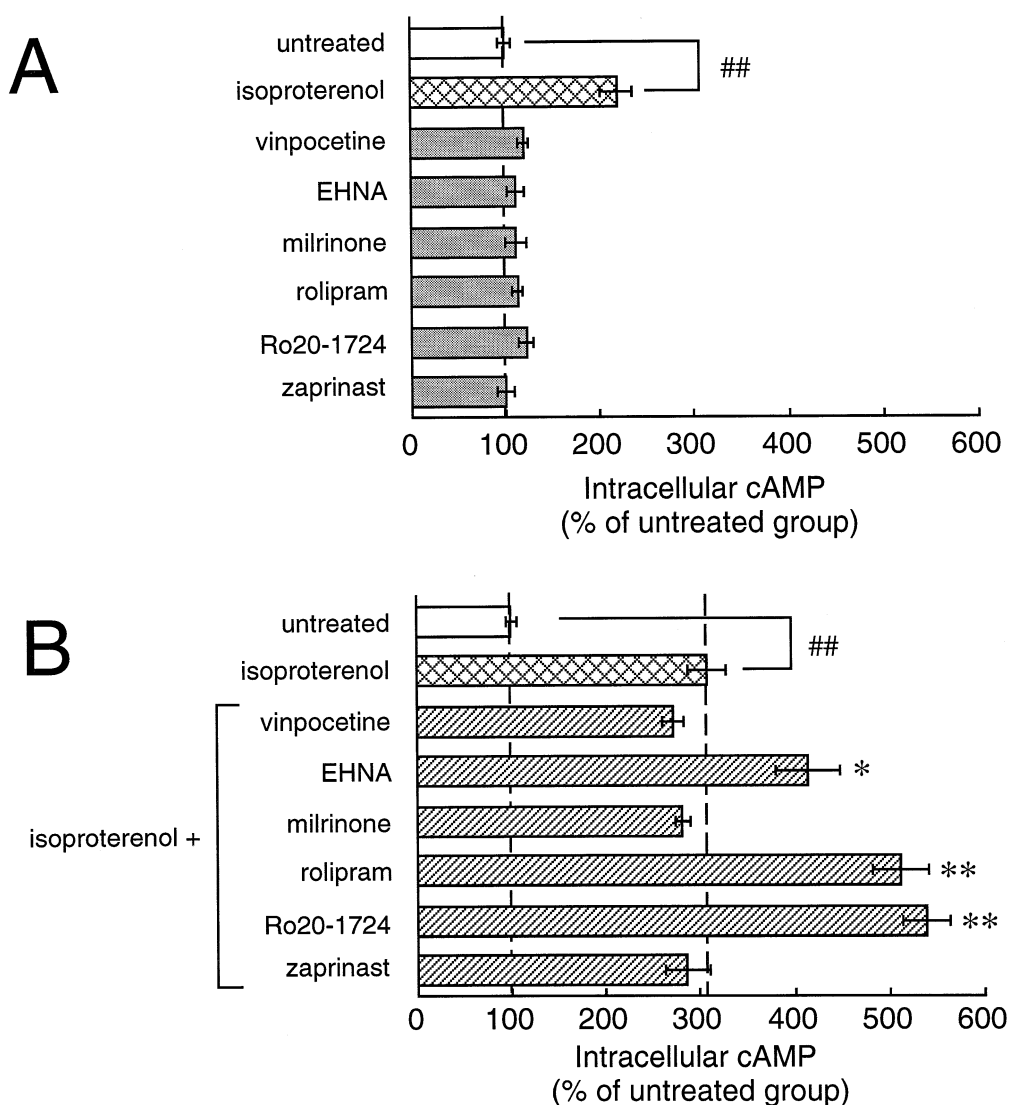 A
untreated
##
isoproterenol
vinpocetine
EHNA
milrinone
rolipram
Ro20-1724
zaprinast
0 100 200 300 400 500 600
Intracellular cAMP
(% of untreated group)
B
untreated
##
isoproterenol
vinpocetine
EHNA *
milrinone
isoproterenol +
rolipram **
Ro20-1724 **
zaprinast
0 100 200 300 400 500 600
Intracellular cAMP
(% of untreated group)